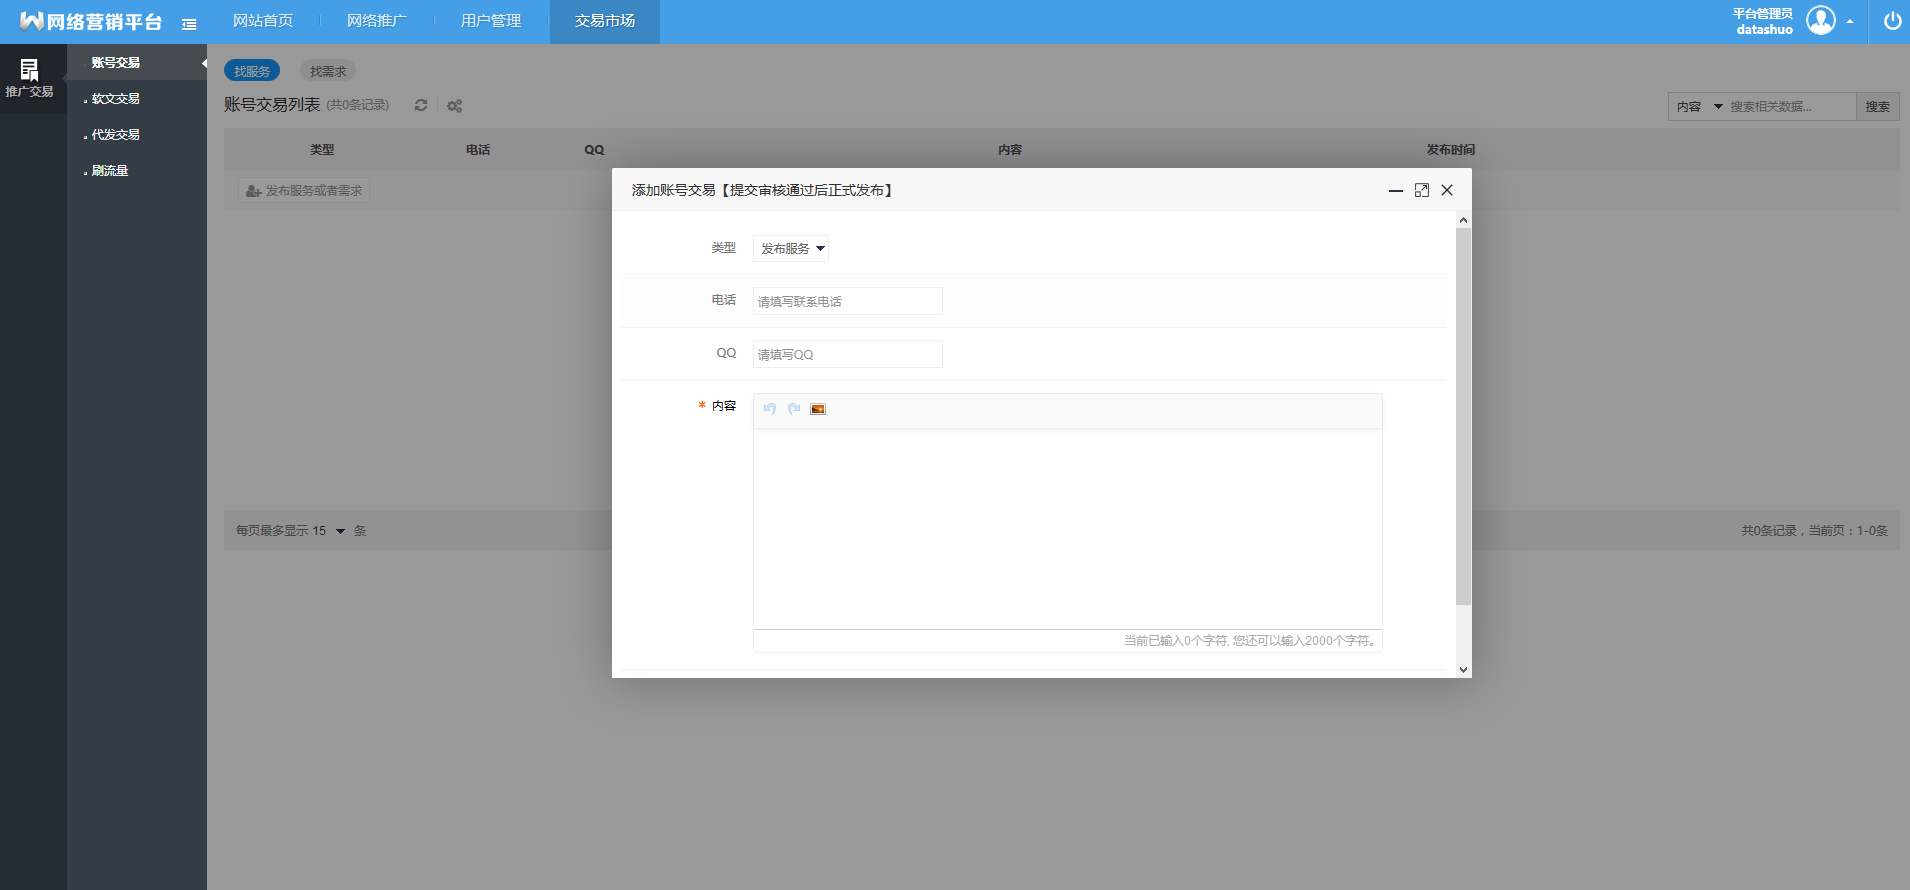 网络营销平台
网站首页 网络推广 用户管理 交易市场
平台管理员
datashuo
推广交易
账号交易
软文交易
代发交易
刷流量
找服务 找需求
账号交易列表 (共0条记录)
内容 搜索相关数据... 搜索
类型 电话 QQ 内容 发布时间
发布服务或者需求
添加账号交易【提交审核通过后正式发布】
类型 发布服务
电话 请填写联系电话
QQ 请填写QQ
* 内容
当前已输入0个字符, 您还可以输入2000个字符。
每页最多显示 15 条
共0条记录，当前页：1-0条